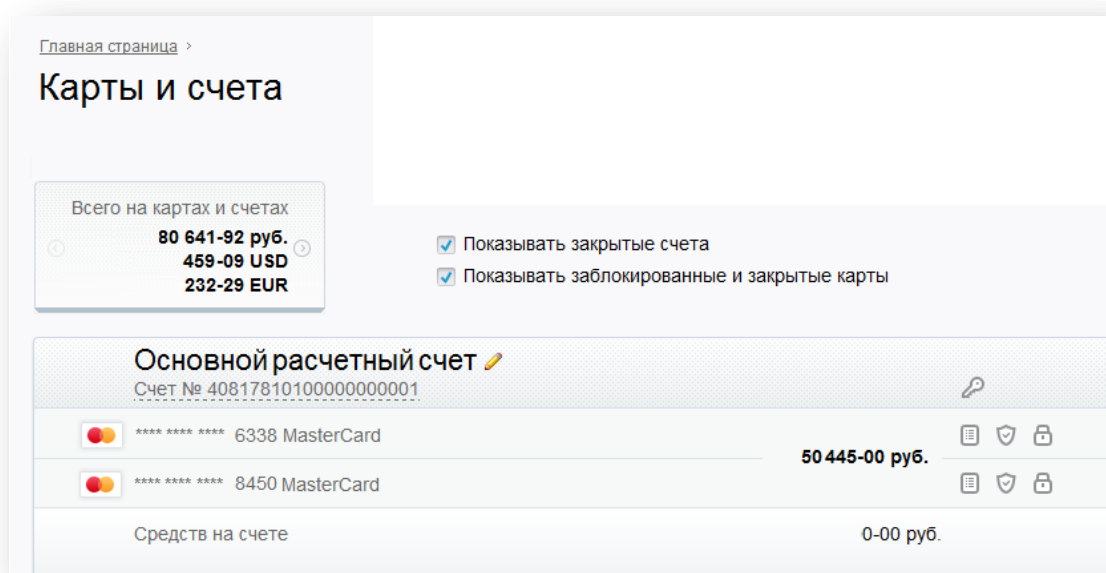 Главная страница ›
Карты и счета
Всего на картах и счетах
80 641-92 руб.
459-09 USD
232-29 EUR
Показывать закрытые счета
Показывать заблокированные и закрытые карты
Основной расчетный счет
Счет № 40817810100000000001
**** **** **** 6338 MasterCard
50 445-00 руб.
**** **** **** 8450 MasterCard
Средств на счете 0-00 руб.